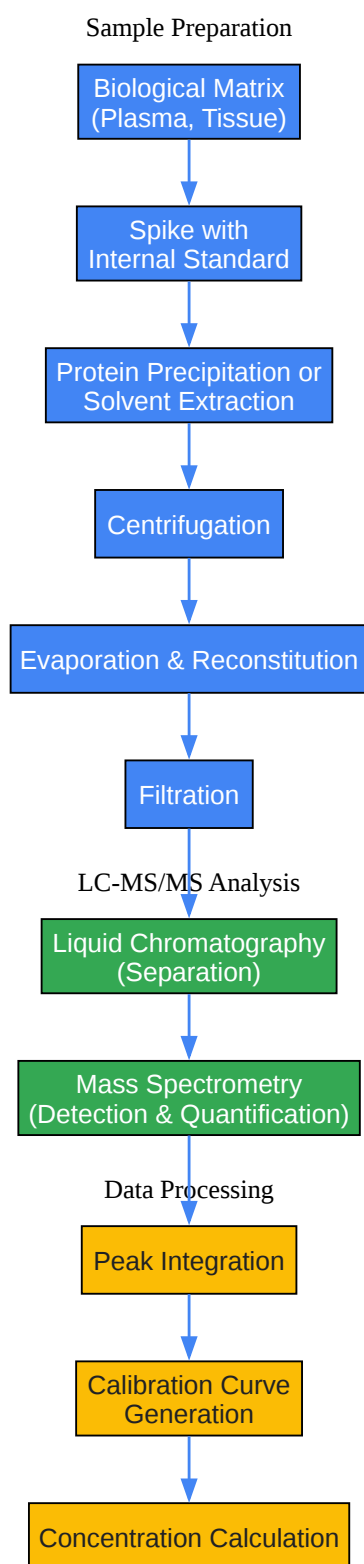 Sample Preparation
Biological Matrix
(Plasma, Tissue)
Spike with
Internal Standard
Protein Precipitation or
Solvent Extraction
Centrifugation
Evaporation & Reconstitution
Filtration
LC-MS/MS Analysis
Liquid Chromatography
(Separation)
Mass Spectrometry
(Detection & Quantification)
Data Processing
Peak Integration
Calibration Curve
Generation
Concentration Calculation